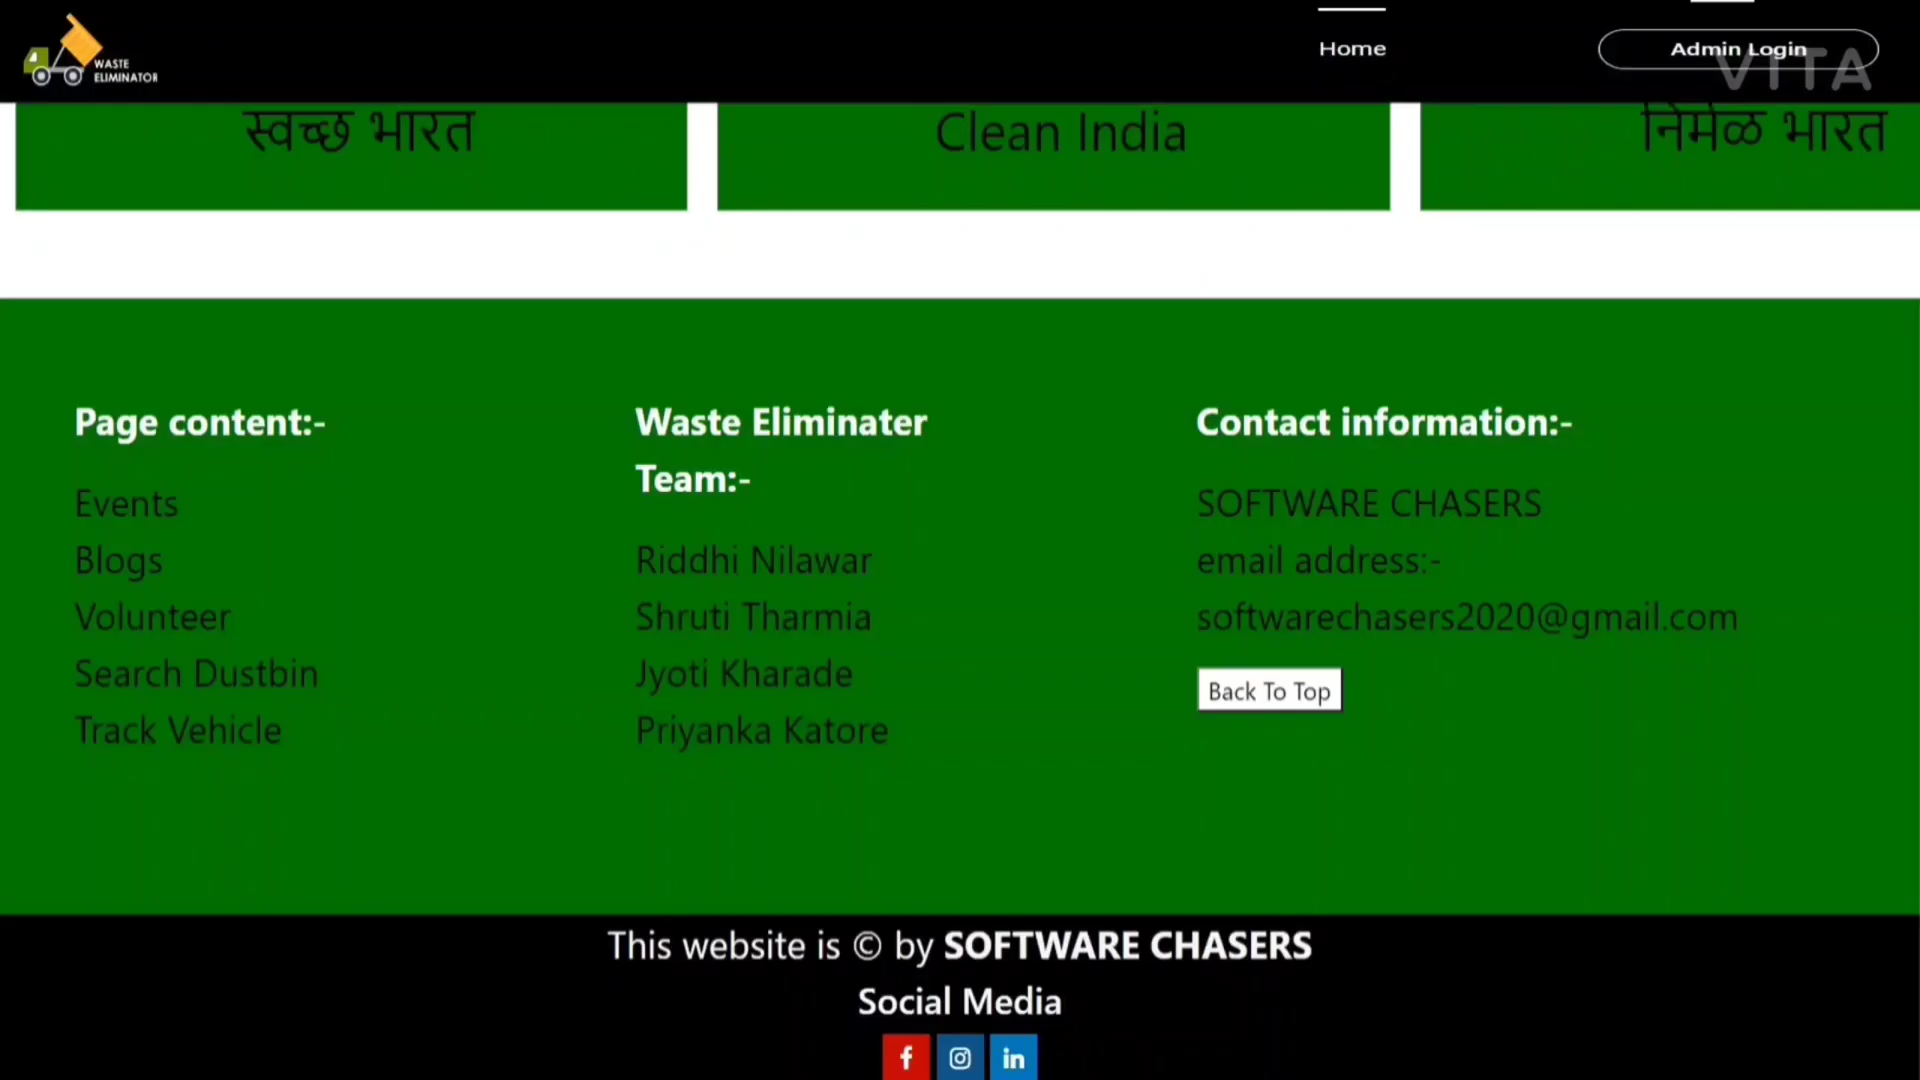 WASTE
ELIMINATOR
Home
Admin Login
VITA
स्वच्छ भारत
Clean India
निर्मळ भारत
Page content:-
Events
Blogs
Volunteer
Search Dustbin
Track Vehicle
Waste Eliminater
Team:-
Riddhi Nilawar
Shruti Tharmia
Jyoti Kharade
Priyanka Katore
Contact information:-
SOFTWARE CHASERS
email address:-
softwarechasers2020@gmail.com
Back To Top
This website is © by SOFTWARE CHASERS
Social Media